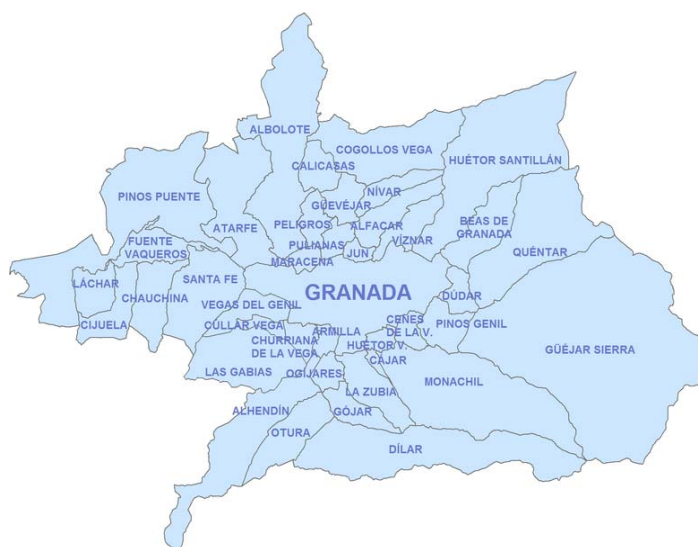 ALBOLOTE
COGOLLOS VEGA
HUÉTOR SANTILLÁN
CALICASAS
PINOS PUENTE
NÍVAR
GÜEVÉJAR
BEAS DE
GRANADA
ATARFE
PELIGROS
ALFACAR
VÍZNAR
FUENTE
VAQUEROS
PULIANAS
JUN
QUÉNTAR
MARACENA
LÁCHAR
SANTA FE
CHAUCHINA
GRANADA
DÚDAR
VEGAS DEL GENIL
CIJUELA
CÚLLAR VEGA
CENES
DE LA V.
PINOS GENIL
ARMILLA
CHURRIANA
DE LA VEGA
HUÉTOR V.
GÜÉJAR SIERRA
CÁJAR
LAS GABIAS
OGÍJARES
MONACHIL
LA ZUBIA
ALHENDÍN
GÓJAR
OTURA
DÍLAR